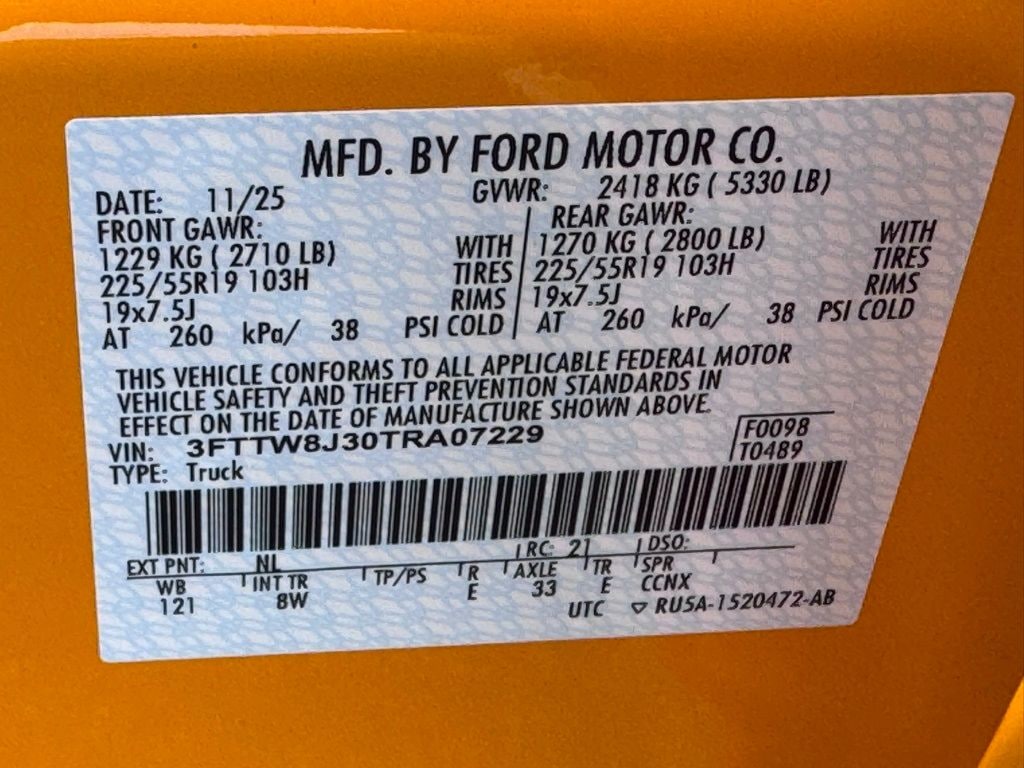 MFD. BY FORD MOTOR CO.
DATE: 11/25 GVWR: 2418 KG ( 5330 LB)
FRONT GAWR: REAR GAWR:
1229 KG ( 2710 LB) WITH 1270 KG ( 2800 LB) WITH
225/55R19 103H TIRES 225/55R19 103H TIRES
19x7.5J RIMS 19x7.5J RIMS
AT 260 kPa/ 38 PSI COLD AT 260 kPa/ 38 PSI COLD
THIS VEHICLE CONFORMS TO ALL APPLICABLE FEDERAL MOTOR
VEHICLE SAFETY AND THEFT PREVENTION STANDARDS IN
EFFECT ON THE DATE OF MANUFACTURE SHOWN ABOVE.
VIN: 3FTTW8J30TRA07229 F0098
TYPE: Truck T0489
EXT PNT: NL RC: 21 DSO:
WB INT TR TP/PS R AXLE TR SPR
121 8W E 33 E CCNX
UTC ▽ RU5A-1520472-AB